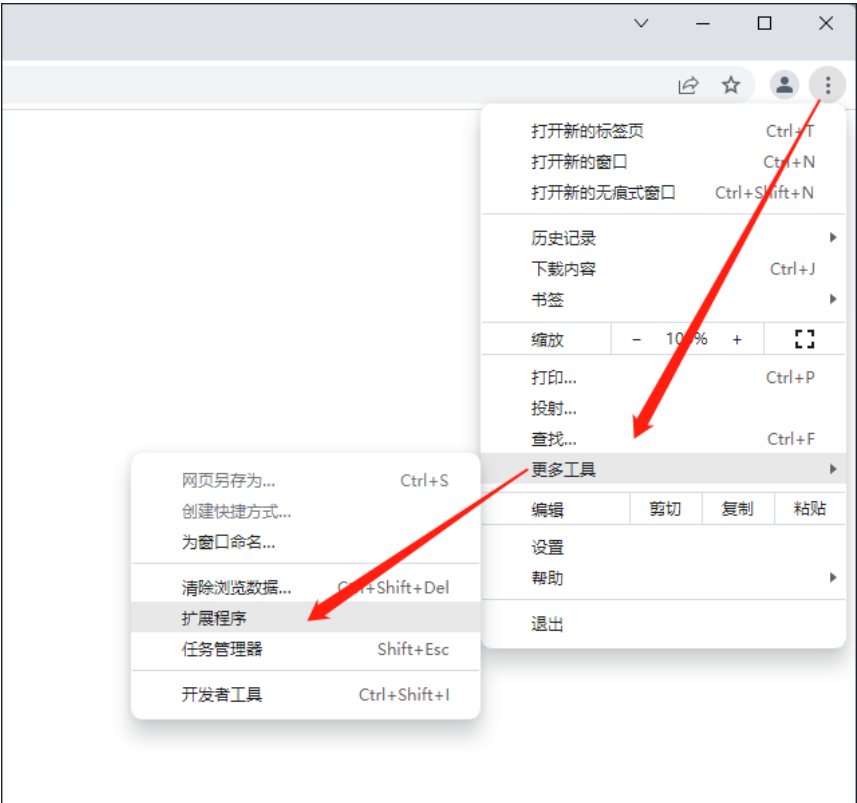 打开新的标签页 Ctrl+T
打开新的窗口 Ctrl+N
打开新的无痕式窗口 Ctrl+Shift+N
历史记录
下载内容 Ctrl+J
书签
缩放 - 100% +
打印... Ctrl+P
投射...
查找... Ctrl+F
更多工具
编辑 剪切 复制 粘贴
设置
帮助
退出
网页另存为... Ctrl+S
创建快捷方式...
为窗口命名...
清除浏览数据... Ctrl+Shift+Del
扩展程序
任务管理器 Shift+Esc
开发者工具 Ctrl+Shift+I